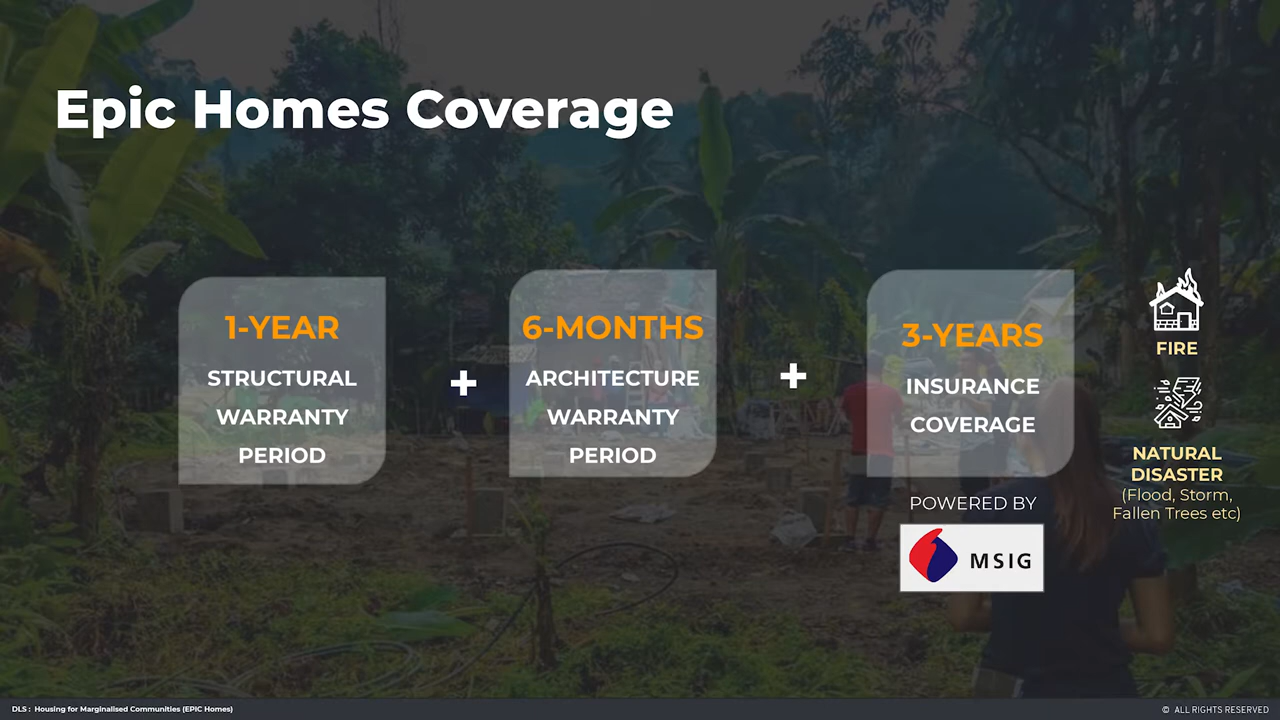 Epic Homes Coverage
1-YEAR
STRUCTURAL
WARRANTY
PERIOD
+
6-MONTHS
ARCHITECTURE
WARRANTY
PERIOD
+
3-YEARS
INSURANCE
COVERAGE
POWERED BY
MSIG
FIRE
NATURAL
DISASTER
(Flood, Storm,
Fallen Trees etc)
DLS : Housing for Marginalised Communities (EPIC Homes)
© ALL RIGHTS RESERVED